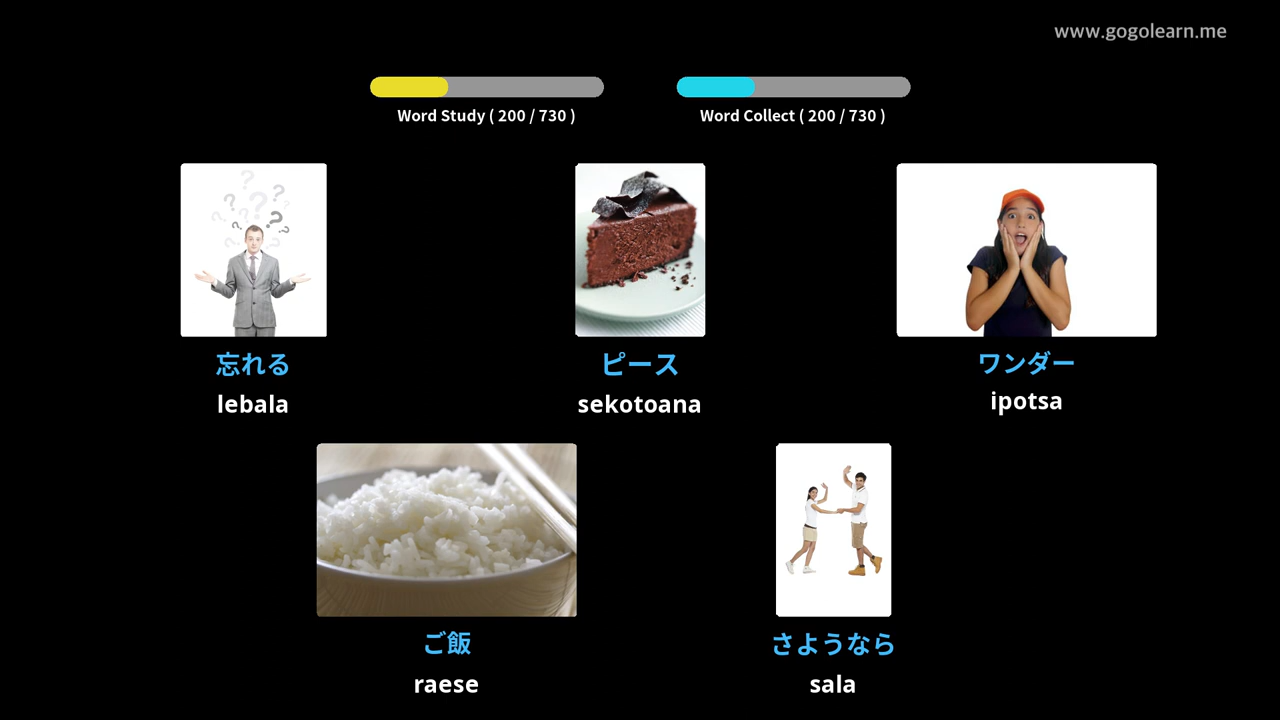 www.gogolearn.me
Word Study ( 200 / 730 )
Word Collect ( 200 / 730 )
忘れる
lebala
ピース
sekotoana
ワンダー
ipotsa
ご飯
raese
さようなら
sala